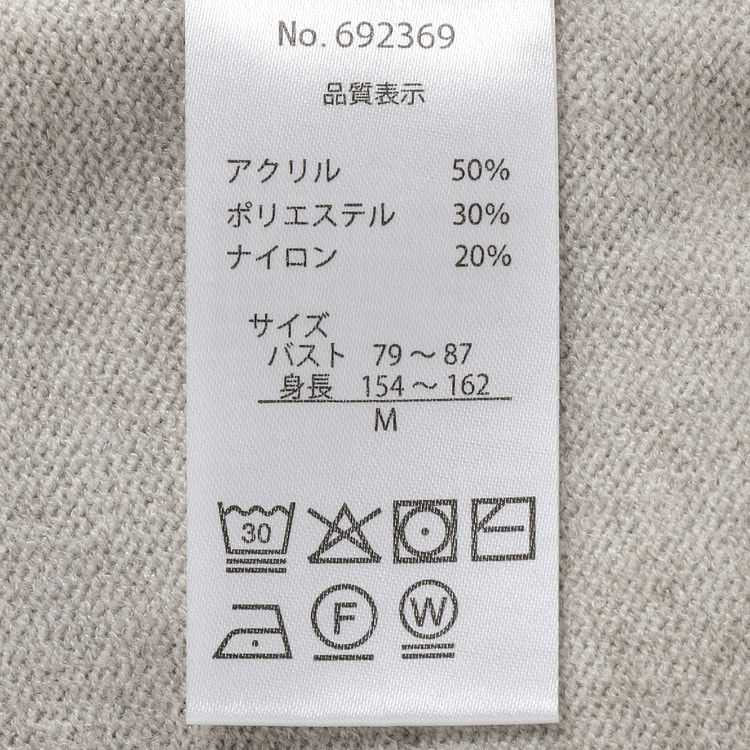 No. 692369
品質表示
アクリル 50%
ポリエステル 30%
ナイロン 20%
サイズ
バスト 79～87
身長 154～162
M
30
F W